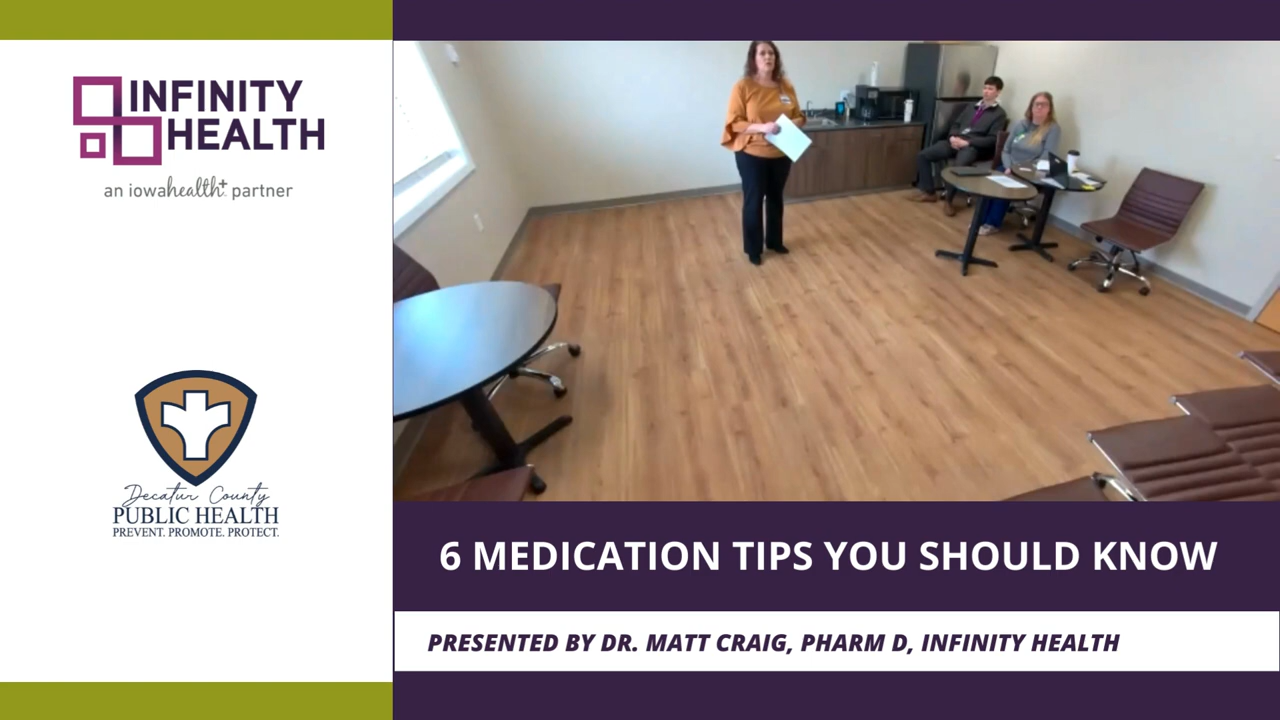 INFINITY
HEALTH
an iowahealth+ partner
Decatur County
PUBLIC HEALTH
PREVENT. PROMOTE. PROTECT.
6 MEDICATION TIPS YOU SHOULD KNOW
PRESENTED BY DR. MATT CRAIG, PHARM D, INFINITY HEALTH